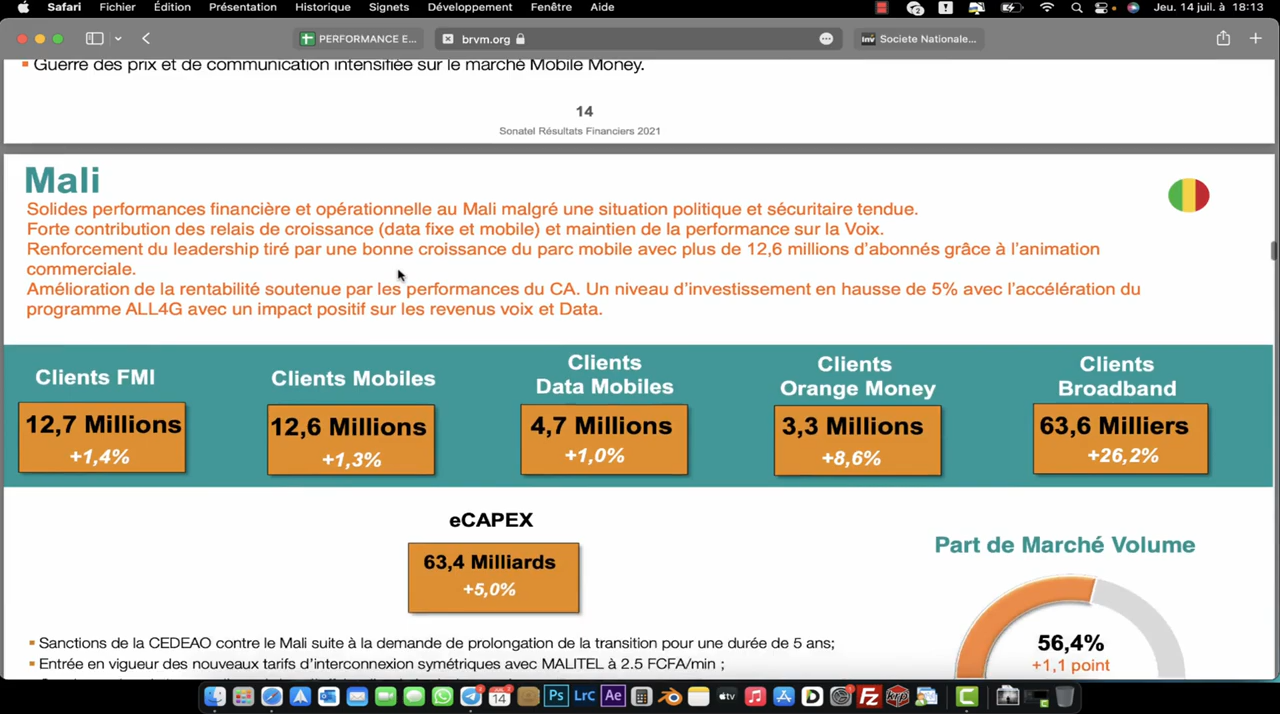 Safari Fichier Édition Présentation Historique Signets Développement Fenêtre Aide
2
Jeu. 14 juil. à 18:13
PERFORMANCE E...
brvm.org
inv Societe Nationale...
Guerre des prix et de communication intensifiée sur le marché Mobile Money.
14
Sonatel Résultats Financiers 2021
Mali
Solides performances financière et opérationnelle au Mali malgré une situation politique et sécuritaire tendue.
Forte contribution des relais de croissance (data fixe et mobile) et maintien de la performance sur la Voix.
Renforcement du leadership tiré par une bonne croissance du parc mobile avec plus de 12,6 millions d'abonnés grâce à l'animation
commerciale.
Amélioration de la rentabilité soutenue par les performances du CA. Un niveau d'investissement en hausse de 5% avec l'accélération du
programme ALL4G avec un impact positif sur les revenus voix et Data.
Clients FMI
12,7 Millions
+1,4%
Clients Mobiles
12,6 Millions
+1,3%
Clients
Data Mobiles
4,7 Millions
+1,0%
Clients
Orange Money
3,3 Millions
+8,6%
Clients
Broadband
63,6 Milliers
+26,2%
eCAPEX
63,4 Milliards
+5,0%
Part de Marché Volume
56,4%
+1,1 point
Sanctions de la CEDEAO contre le Mali suite à la demande de prolongation de la transition pour une durée de 5 ans;
Entrée en vigueur des nouveaux tarifs d'interconnexion symétriques avec MALITEL à 2.5 FCFA/min ;
14
Ps Lrc Ae
tv
D
Fz
C